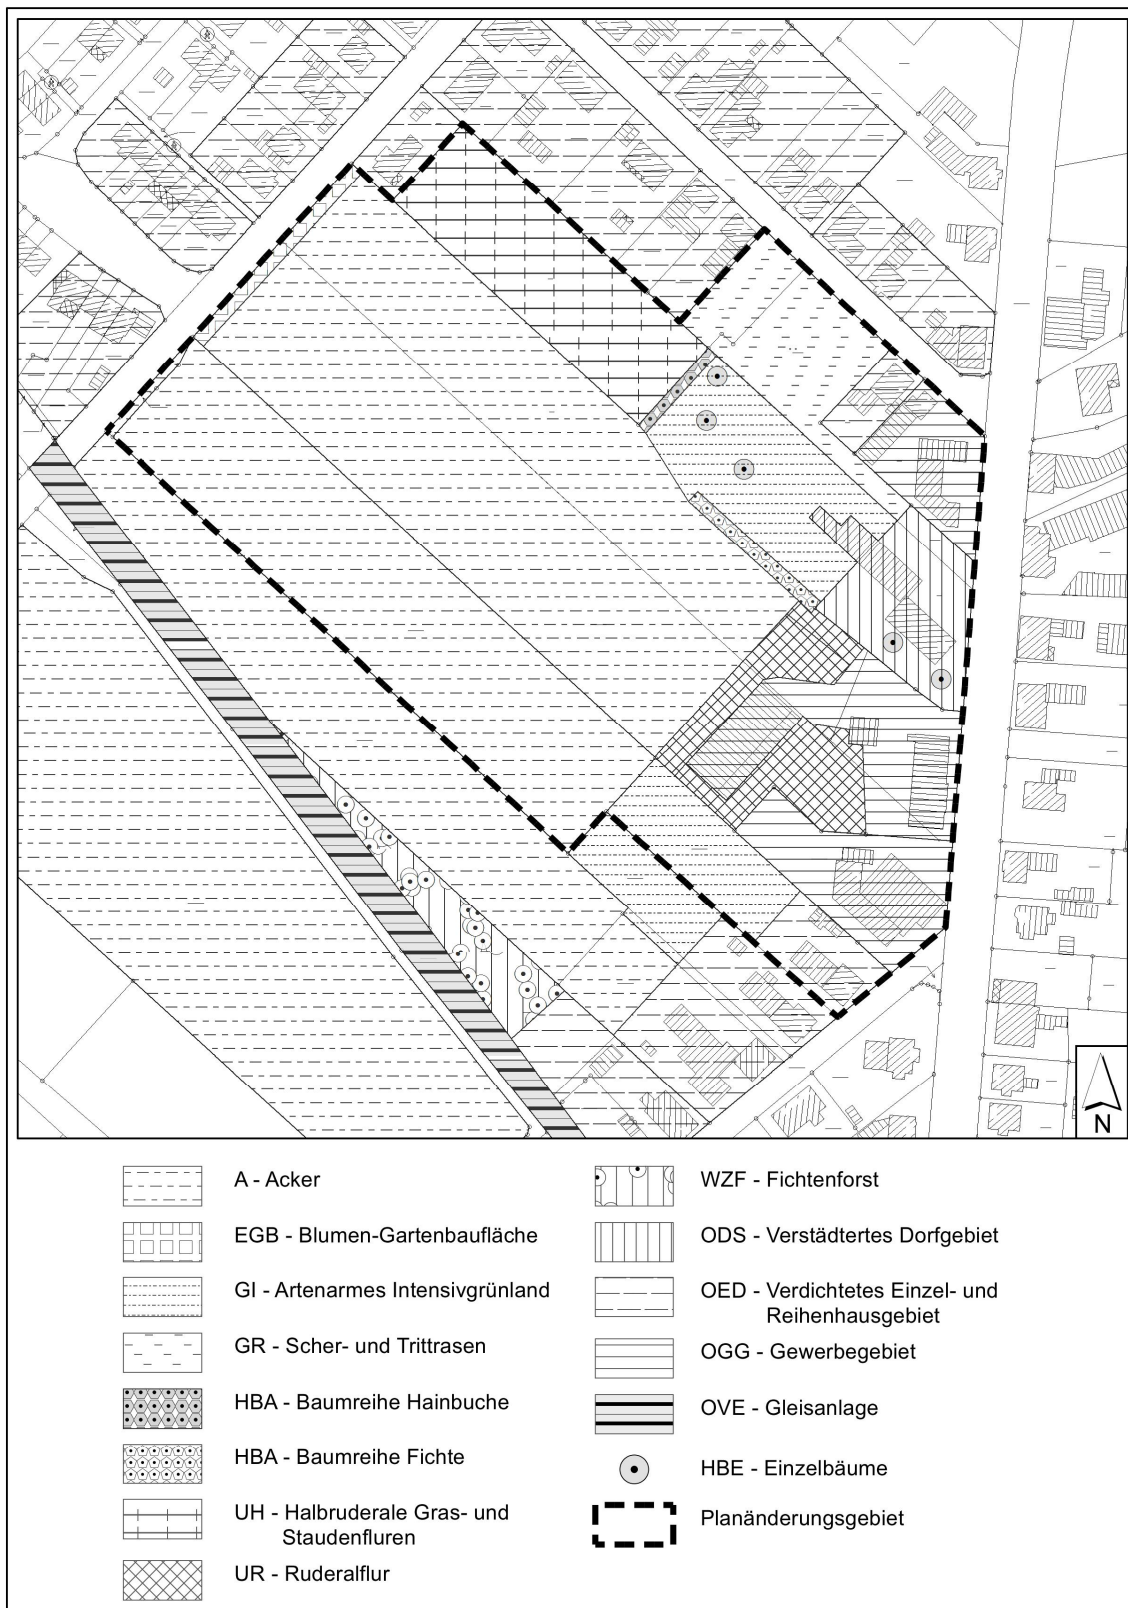 N
A - Acker
EGB - Blumen-Gartenbaufläche
GI - Artenarmes Intensivgrünland
GR - Scher- und Trittrasen
HBA - Baumreihe Hainbuche
HBA - Baumreihe Fichte
UH - Halbruderale Gras- und
Staudenfluren
UR - Ruderalflur
WZF - Fichtenforst
ODS - Verstädtertes Dorfgebiet
OED - Verdichtetes Einzel- und
Reihenhausgebiet
OGG - Gewerbegebiet
OVE - Gleisanlage
HBE - Einzelbäume
Planänderungsgebiet